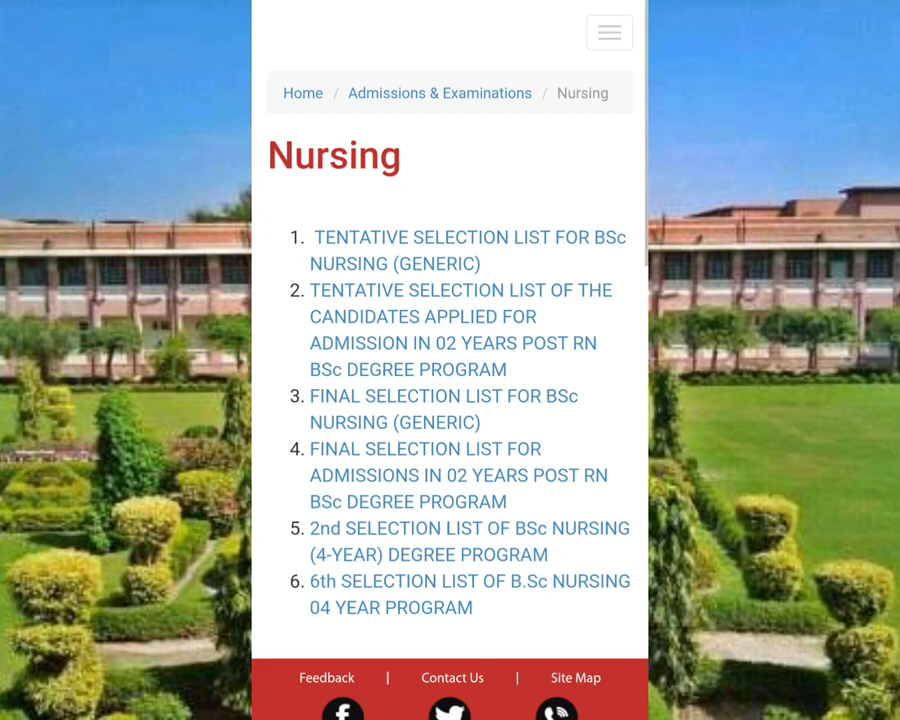 Home / Admissions & Examinations / Nursing
Nursing
1. TENTATIVE SELECTION LIST FOR BSc
NURSING (GENERIC)
2. TENTATIVE SELECTION LIST OF THE
CANDIDATES APPLIED FOR
ADMISSION IN 02 YEARS POST RN
BSc DEGREE PROGRAM
3. FINAL SELECTION LIST FOR BSc
NURSING (GENERIC)
4. FINAL SELECTION LIST FOR
ADMISSIONS IN 02 YEARS POST RN
BSc DEGREE PROGRAM
5. 2nd SELECTION LIST OF BSc NURSING
(4-YEAR) DEGREE PROGRAM
6. 6th SELECTION LIST OF B.Sc NURSING
04 YEAR PROGRAM
Feedback | Contact Us | Site Map